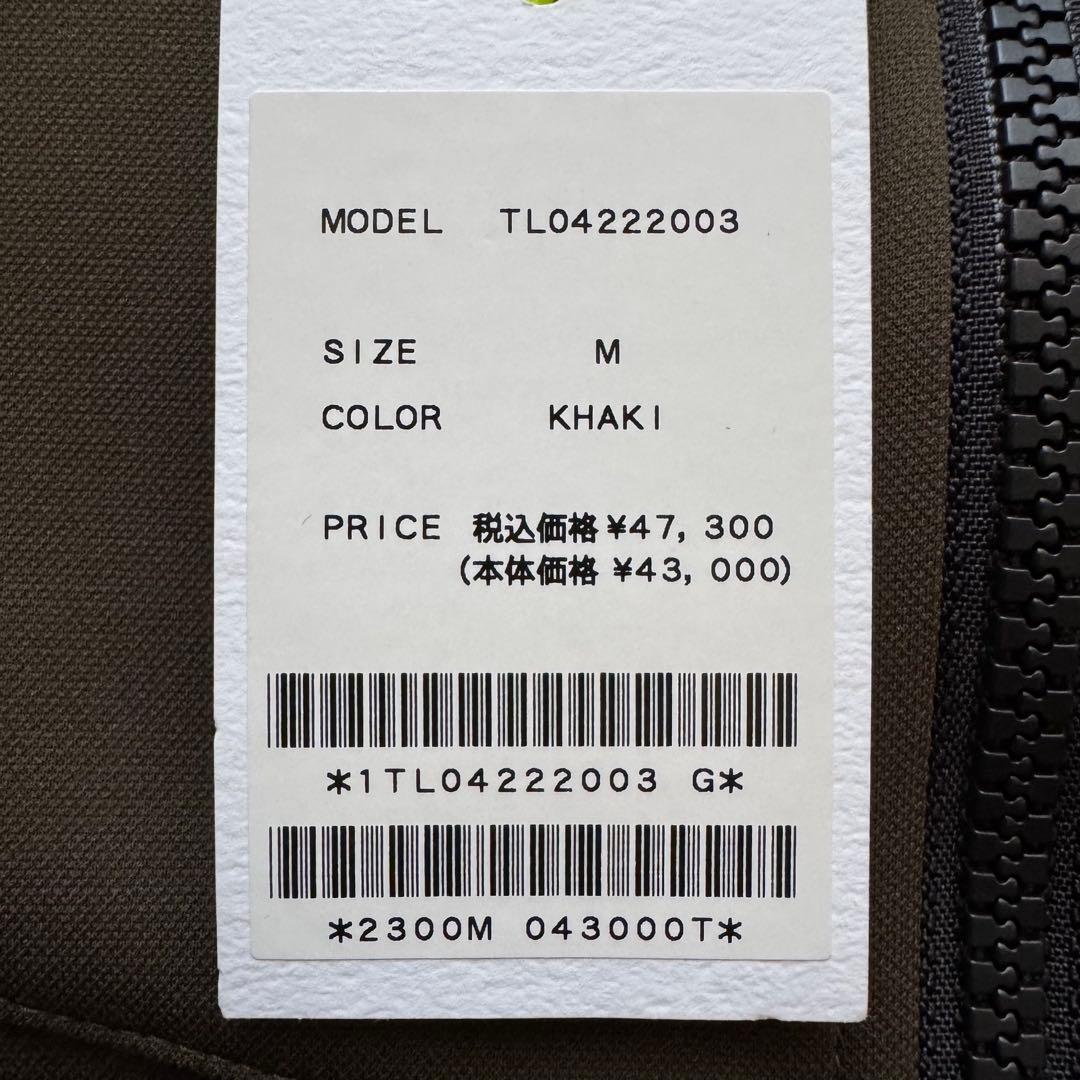 MODEL TL04222003
SIZE M
COLOR KHAKI
PRICE 税込価格 ¥47, 300
(本体価格 ¥43, 000)
*1TL04222003 G*
*2300M 043000T*